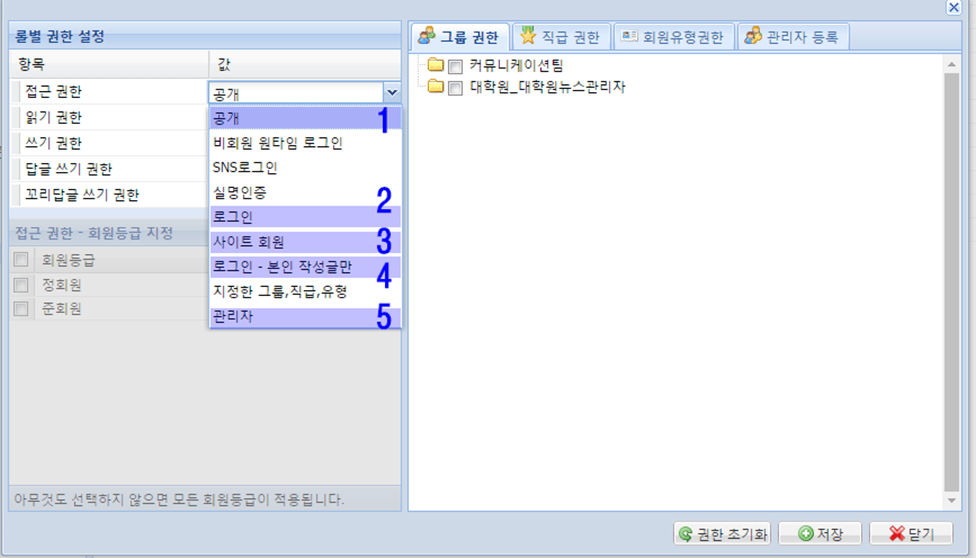 룰별 권한 설정
항목 값
접근 권한 공개
읽기 권한
쓰기 권한
답글 쓰기 권한
꼬리답글 쓰기 권한
공개 1
비회원 원타임 로그인
SNS로그인
실명인증
로그인 2
사이트 회원 3
로그인 - 본인 작성글만 4
지정한 그룹,직급,유형
관리자 5
접근 권한 - 회원등급 지정
회원등급
정회원
준회원
아무것도 선택하지 않으면 모든 회원등급이 적용됩니다.
그룹 권한 직급 권한 회원유형권한 관리자 등록
커뮤니케이션팀
대학원_대학원뉴스관리자
권한 초기화 저장 닫기